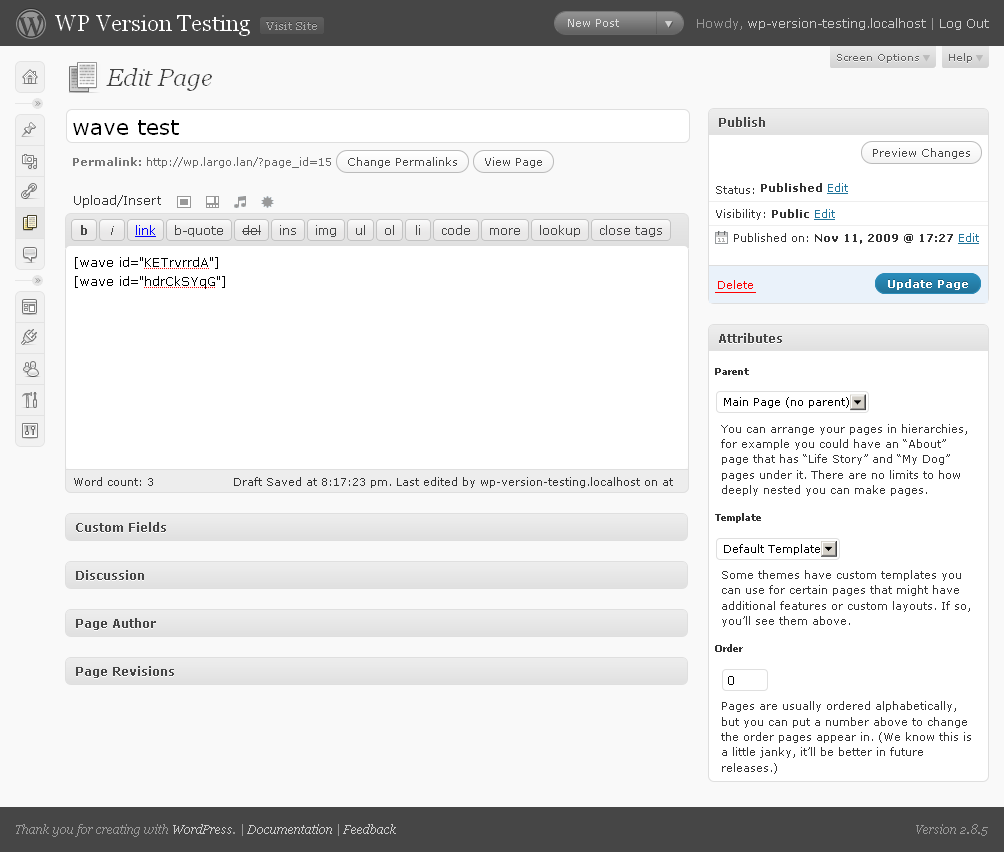 WP Version Testing Visit Site New Post Howdy, wp-version-testing.localhost | Log Out
Screen Options Help
Edit Page
wave test
Permalink: http://wp.largo.lan/?page_id=15 Change Permalinks View Page
Upload/Insert
b i link b-quote del ins img ul ol li code more lookup close tags
[wave id="KETrvrrdA"]
[wave id="hdrCkSYqG"]
Word count: 3 Draft Saved at 8:17:23 pm. Last edited by wp-version-testing.localhost on at
Custom Fields
Discussion
Page Author
Page Revisions
Publish
Preview Changes
Status: Published Edit
Visibility: Public Edit
Published on: Nov 11, 2009 @ 17:27 Edit
Delete Update Page
Attributes
Parent
Main Page (no parent)
You can arrange your pages in hierarchies,
for example you could have an “About”
page that has “Life Story” and “My Dog”
pages under it. There are no limits to how
deeply nested you can make pages.
Template
Default Template
Some themes have custom templates you
can use for certain pages that might have
additional features or custom layouts. If so,
you’ll see them above.
Order
0
Pages are usually ordered alphabetically,
but you can put a number above to change
the order pages appear in. (We know this is
a little janky, it’ll be better in future
releases.)
Thank you for creating with WordPress. | Documentation | Feedback Version 2.8.5